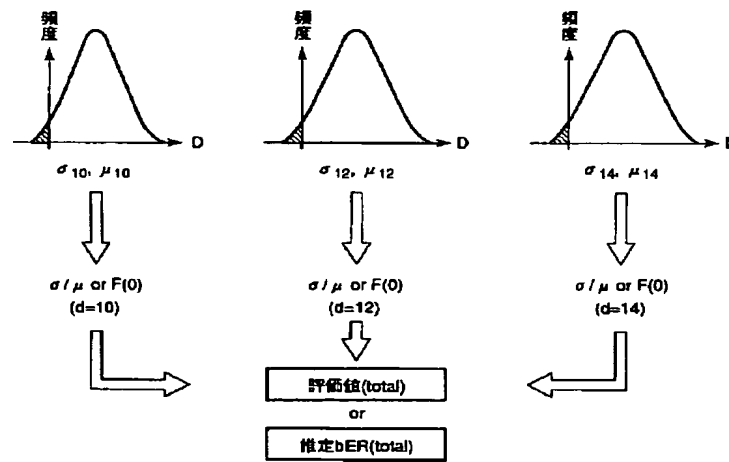 頻度
頻度
頻度
D
D
σ10, μ10
σ12, μ12
σ14, μ14
σ/μ or F(0)
(d=10)
σ/μ or F(0)
(d=12)
σ/μ or F(0)
(d=14)
評価値(total)
or
推定bER(total)